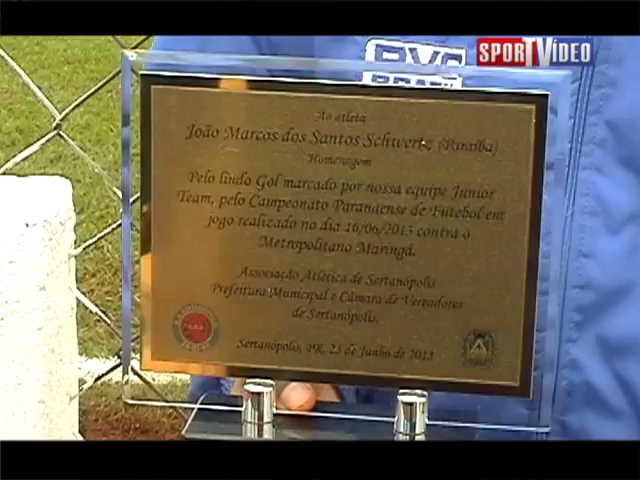 SPORTVÍDEO
Ao atleta
João Marcos dos Santos Schwertz (Paraíba)
Homenagem
Pelo lindo Gol marcado por nossa equipe Junior
Team, pelo Campeonato Paranaense de Futebol em
jogo realizado no dia 16/06/2013 contra o
Metropolitano Maringá.
Associação Atlética de Sertanópolis
Prefeitura Municipal e Câmara de Vereadores
de Sertanópolis.
Sertanópolis, PR, 23 de Junho de 2013